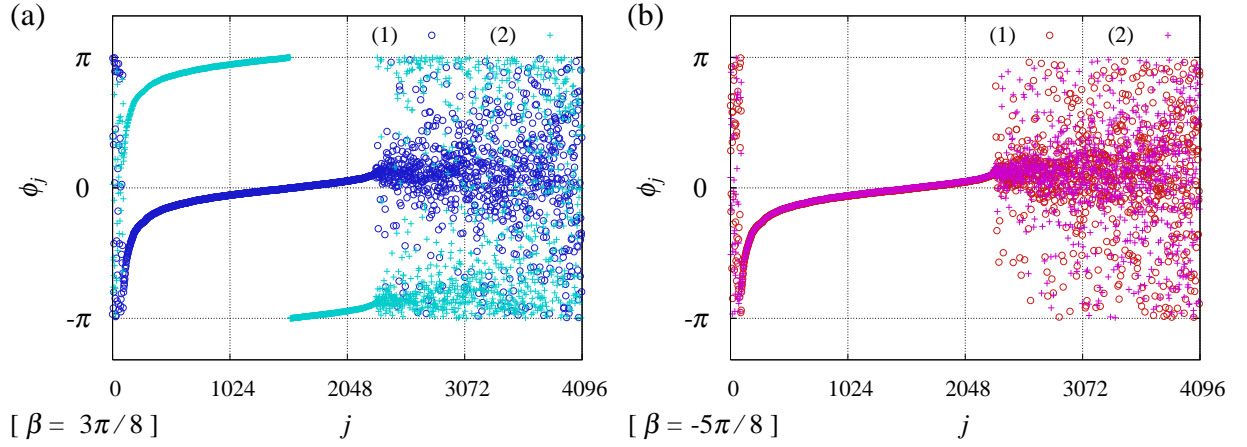 (a)
(1) (2)
π
0
-π
ϕj
0 1024 2048 3072 4096
[ β = 3π / 8 ] j
(b)
(1) (2)
π
0
-π
ϕj
0 1024 2048 3072 4096
[ β = -5π / 8 ] j